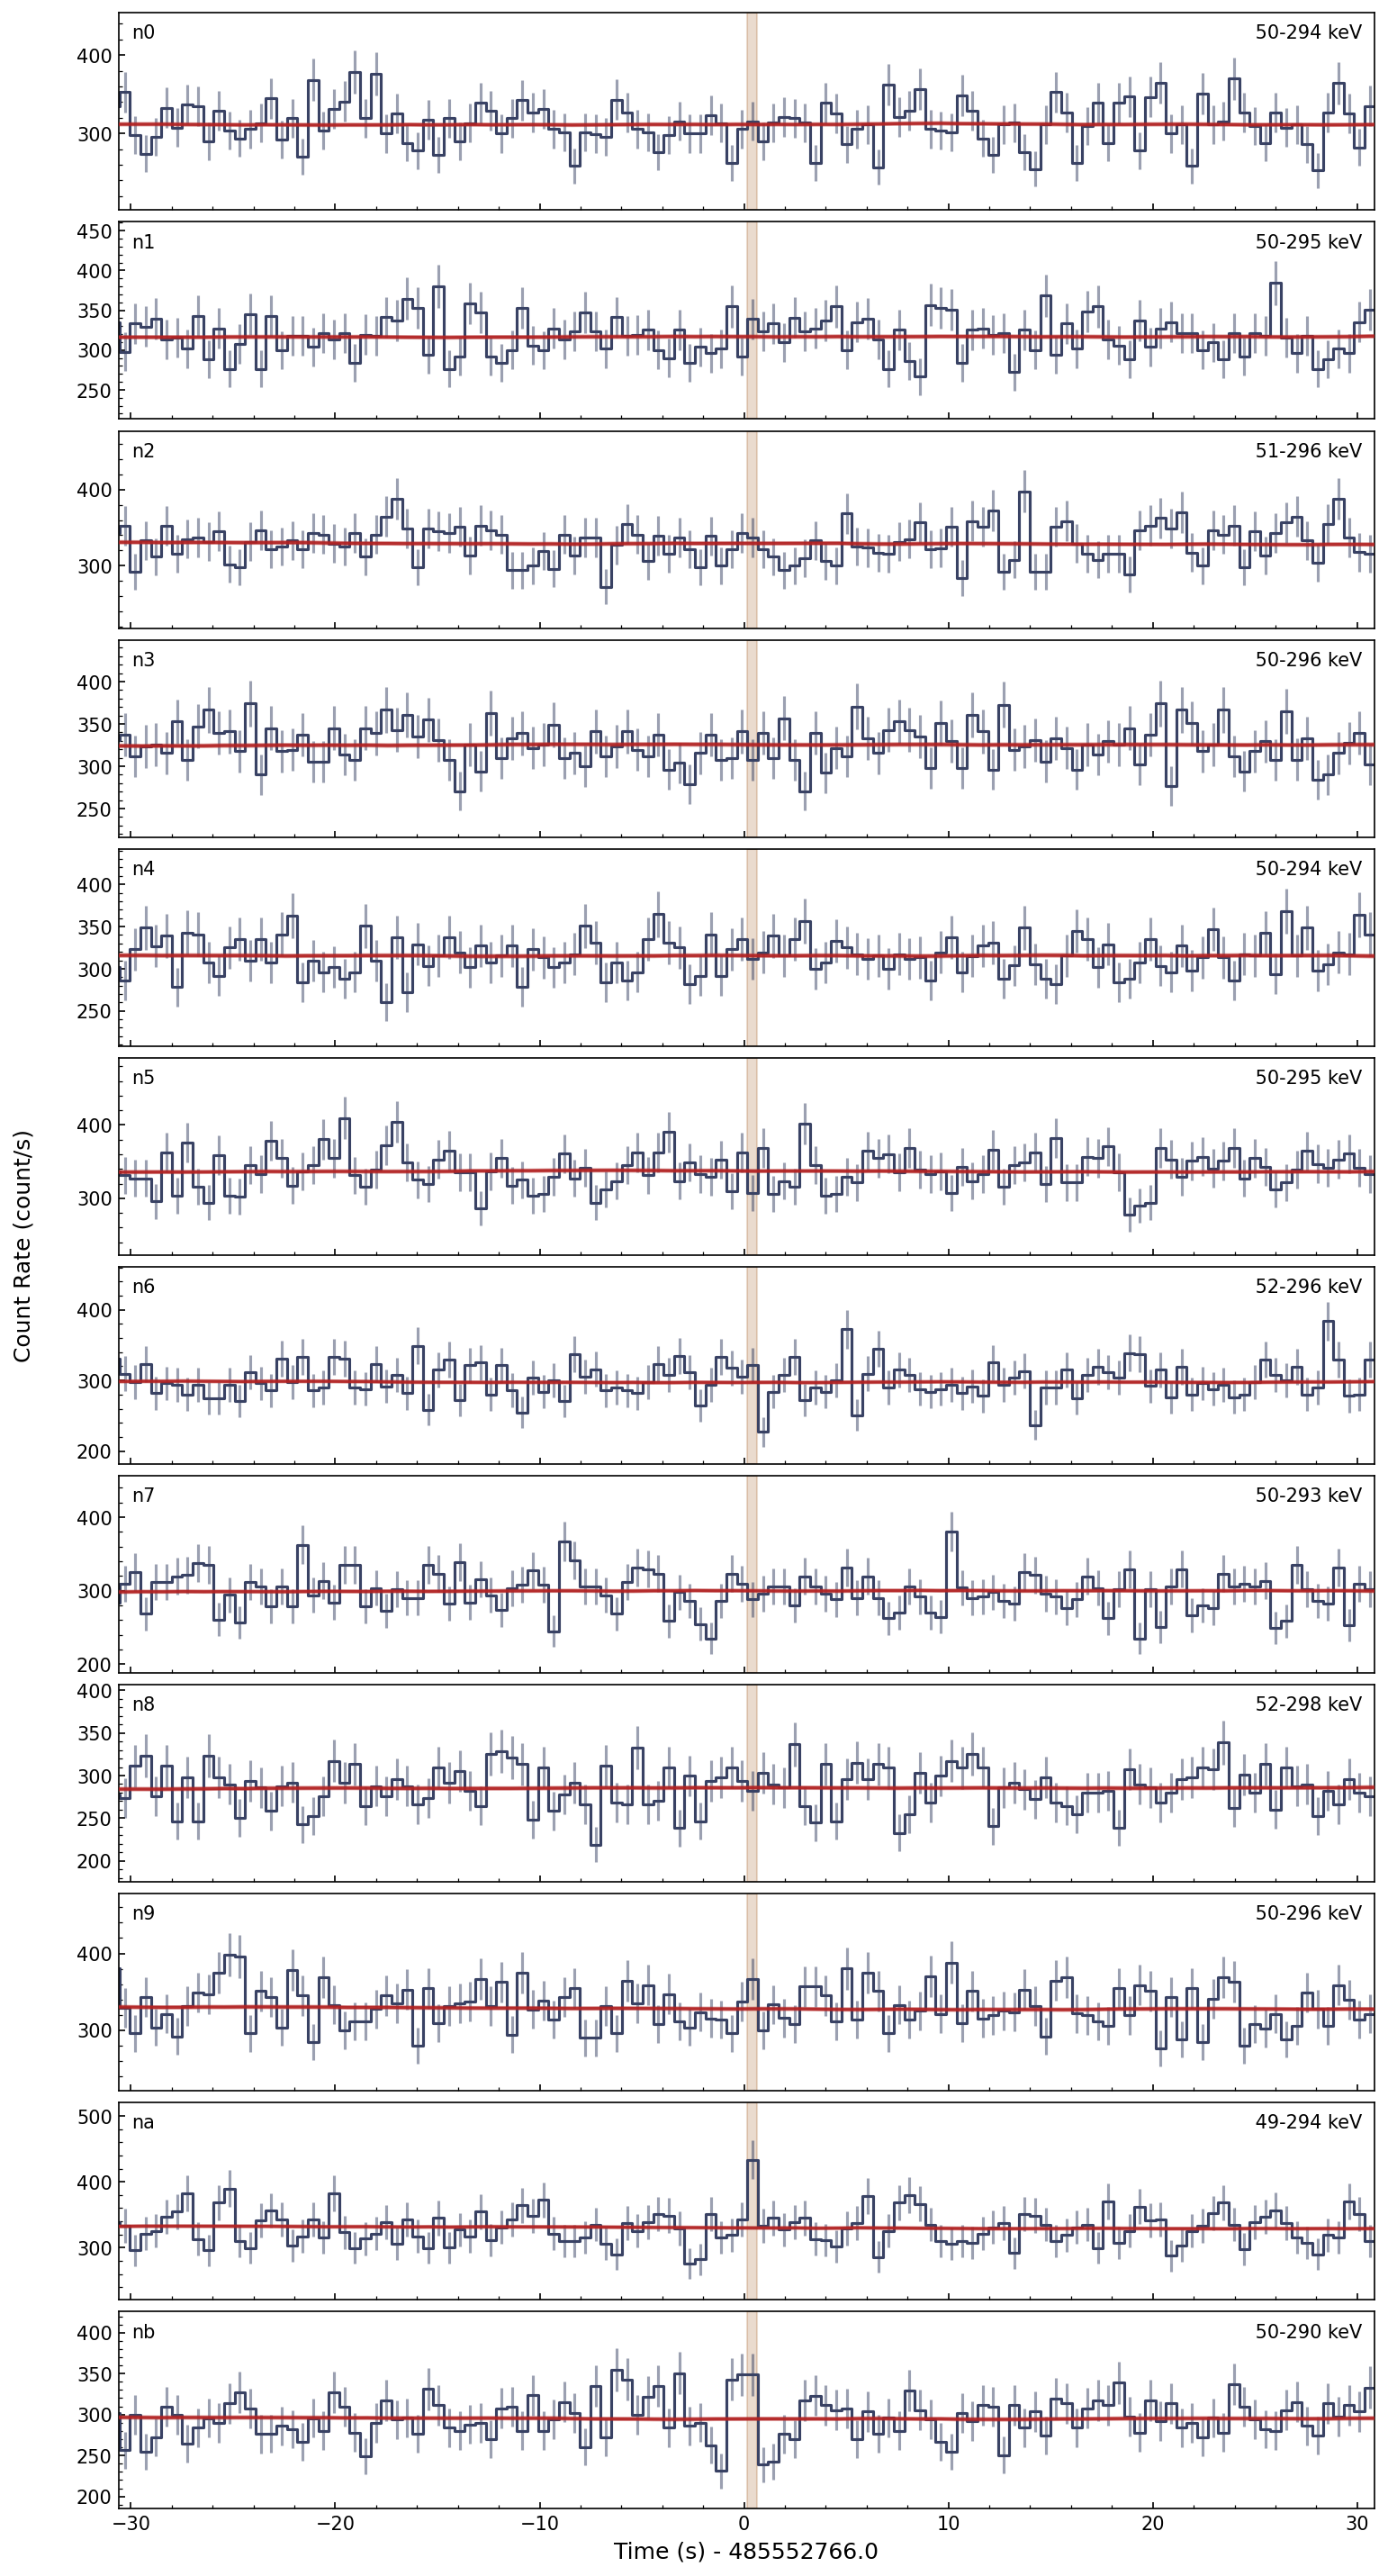 n0 50-294 keV
400
300
n1 50-295 keV
450
400
350
300
250
n2 51-296 keV
400
300
n3 50-296 keV
400
350
300
250
n4 50-294 keV
400
350
300
250
n5 50-295 keV
400
300
Count Rate (count/s)
n6 52-296 keV
400
300
200
n7 50-293 keV
400
300
200
n8 52-298 keV
400
350
300
250
200
n9 50-296 keV
400
300
na 49-294 keV
500
400
300
nb 50-290 keV
400
350
300
250
200
−30 −20 −10 0 10 20 30
Time (s) - 485552766.0